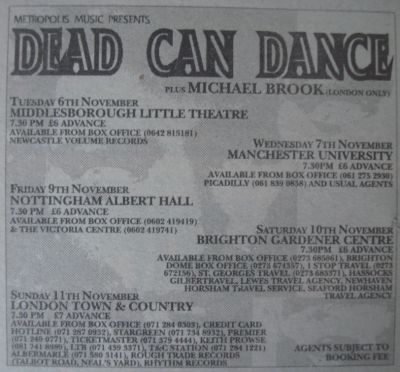 METROPOLIS MUSIC PRESENTS
DEAD CAN DANCE
PLUS MICHAEL BROOK (LONDON ONLY)
TUESDAY 6TH NOVEMBER
MIDDLESBOROUGH LITTLE THEATRE
7.30 PM £6 ADVANCE
AVAILABLE FROM BOX OFFICE (0642 815181)
NEWCASTLE VOLUME RECORDS
WEDNESDAY 7TH NOVEMBER
MANCHESTER UNIVERSITY
7.30 PM £6 ADVANCE
AVAILABLE FROM BOX OFFICE (061 275 2930)
PICADILLY (061 839 0858) AND USUAL AGENTS
FRIDAY 9TH NOVEMBER
NOTTINGHAM ALBERT HALL
7.30 PM £6 ADVANCE
AVAILABLE FROM BOX OFFICE (0602 419419)
& THE VICTORIA CENTRE (0602 419741)
SATURDAY 10TH NOVEMBER
BRIGHTON GARDENER CENTRE
7.30PM £6 ADVANCE
AVAILABLE FROM BOX OFFICE (0273 685861), BRIGHTON
DOME BOX OFFICE (0273 674357), 1 STOP TRAVEL (0273
672156), ST. GEORGES TRAVEL (0273 685371), HASSOCKS
GILBERTRAVEL, LEWES TRAVEL AGENCY, NEWHAVEN
HORSHAM TRAVEL SERVICE, SEAFORD HORSHAM
TRAVEL AGENCY
SUNDAY 11TH NOVEMBER
LONDON TOWN & COUNTRY
7.30 PM £7 ADVANCE
AVAILABLE FROM BOX OFFICE (071 284 0303), CREDIT CARD
HOTLINE (071 287 0932), STARGREEN (071 734 8932), PREMIER
(071 240 0771), TICKETMASTER (071 379 4444), KEITH PROWSE
(081 741 8989), LTB (071 439 3371), T&C STATION (071 284 1221)
ALBERMARLE (071 580 3141), ROUGH TRADE RECORDS
(TALBOT ROAD, NEAL'S YARD), RHYTHM RECORDS
AGENTS SUBJECT TO
BOOKING FEE